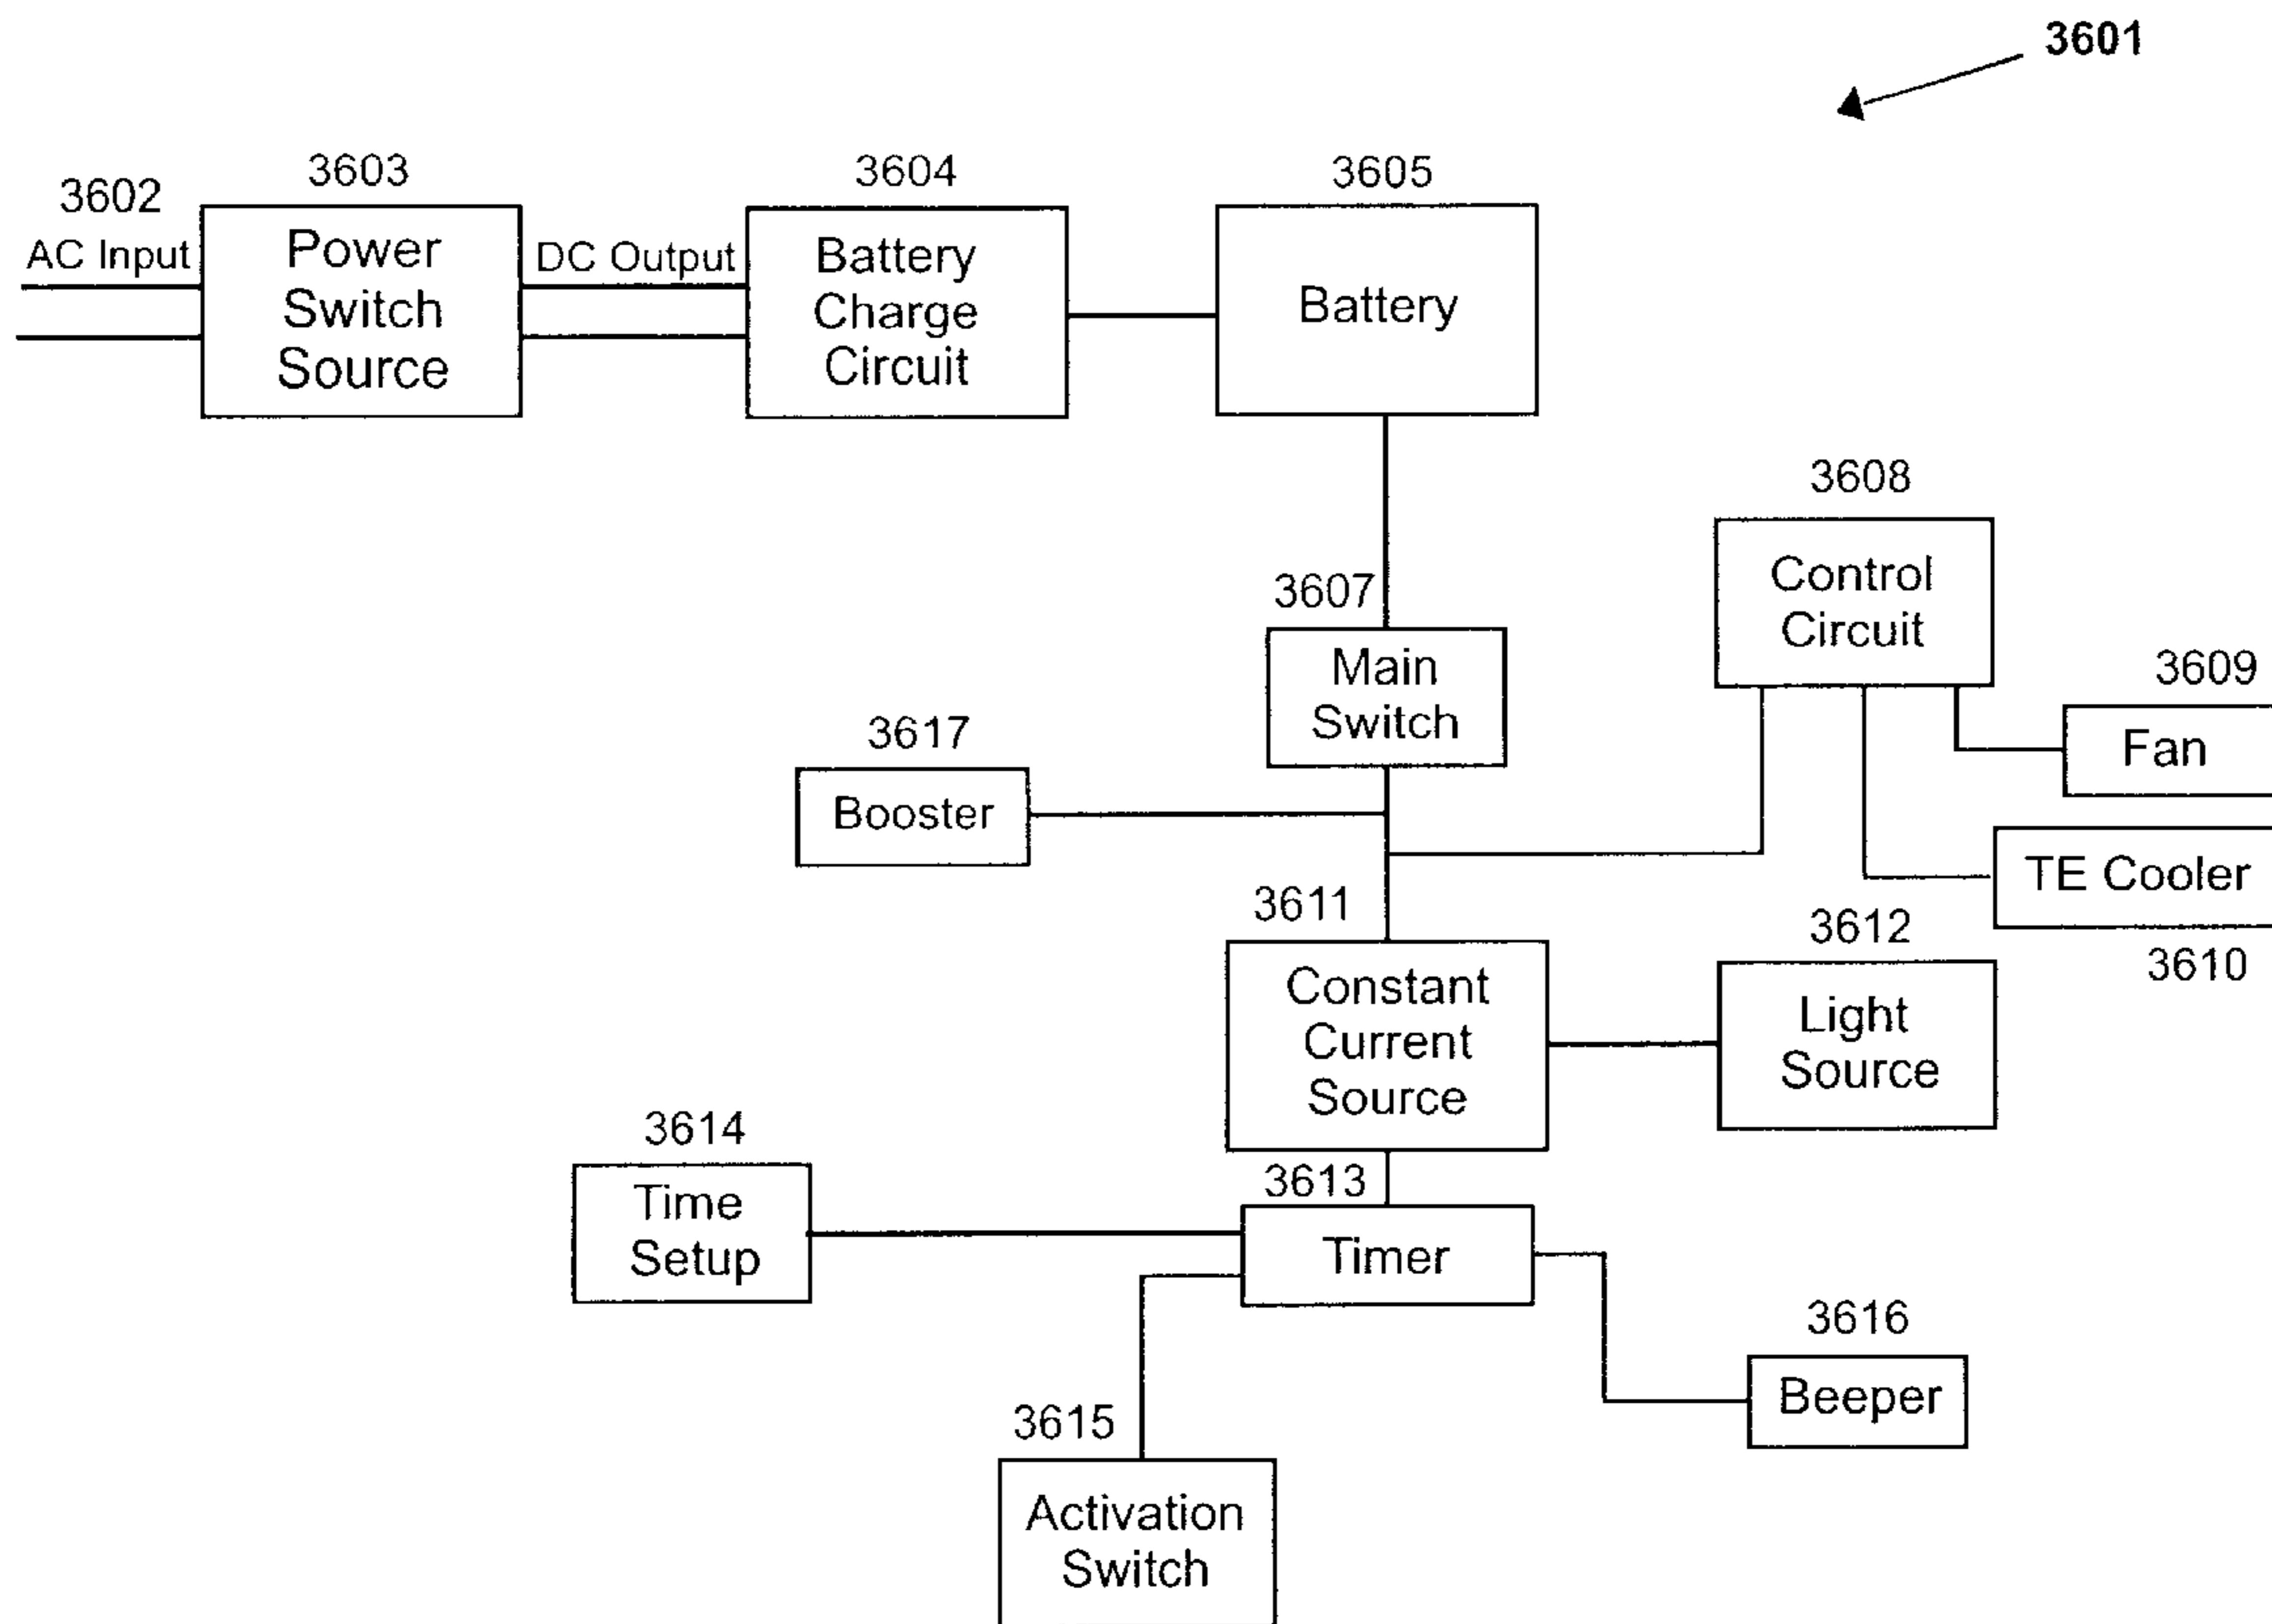 3601
3602
AC Input
3603
Power
Switch
Source
DC Output
3604
Battery
Charge
Circuit
3605
Battery
3607
Main
Switch
3608
Control
Circuit
3609
Fan
TE Cooler
3610
3617
Booster
3611
Constant
Current
Source
3612
Light
Source
3613
Timer
3614
Time
Setup
3615
Activation
Switch
3616
Beeper